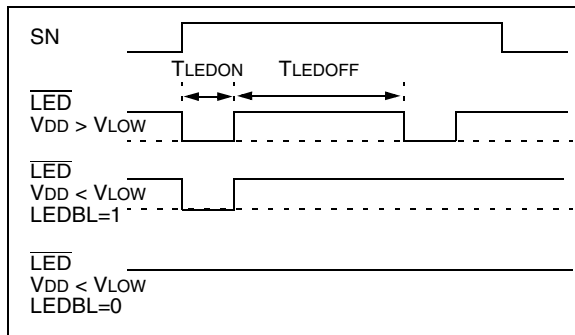 SN
TLEDON TLEDOFF
LED
VDD > VLOW
LED
VDD < VLOW
LEDBL=1
LED
VDD < VLOW
LEDBL=0